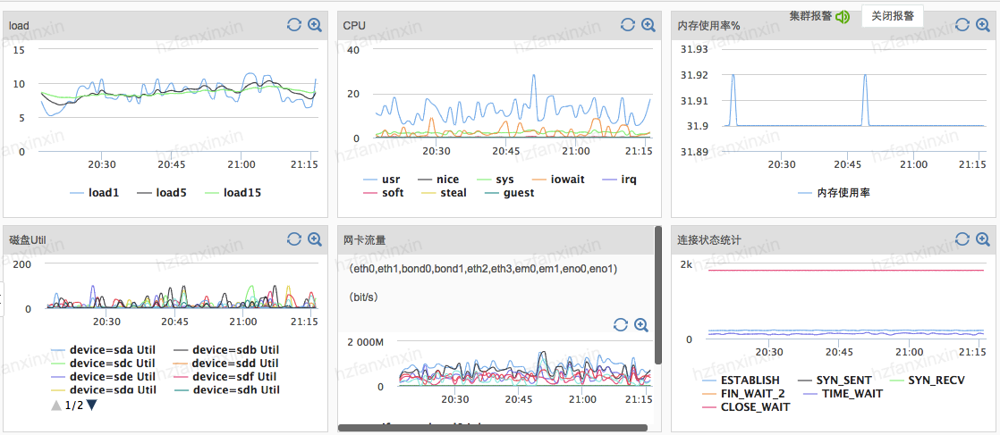 集群报警 关闭报警
load
15
10
5
0
20:30 20:45 21:00 21:15
load1 load5 load15
CPU
40
20
0
20:30 20:45 21:00 21:15
usr nice sys iowait irq
soft steal guest
内存使用率%
31.93
31.92
31.91
31.9
31.89
20:30 20:45 21:00 21:15
内存使用率
磁盘Util
200
0
20:30 20:45 21:00 21:15
device=sda Util device=sdb Util
device=sdc Util device=sdd Util
device=sde Util device=sdf Util
device=sdg Util device=sdh Util
1/2
网卡流量
（eth0,eth1,bond0,bond1,eth2,eth3,em0,em1,eno0,eno1)
（bit/s）
2 000M
0
20:30 20:45 21:00 21:15
连接状态统计
2k
0
20:30 20:45 21:00 21:15
ESTABLISH SYN_SENT SYN_RECV
FIN_WAIT_2 TIME_WAIT
CLOSE_WAIT
hzfanxinxin